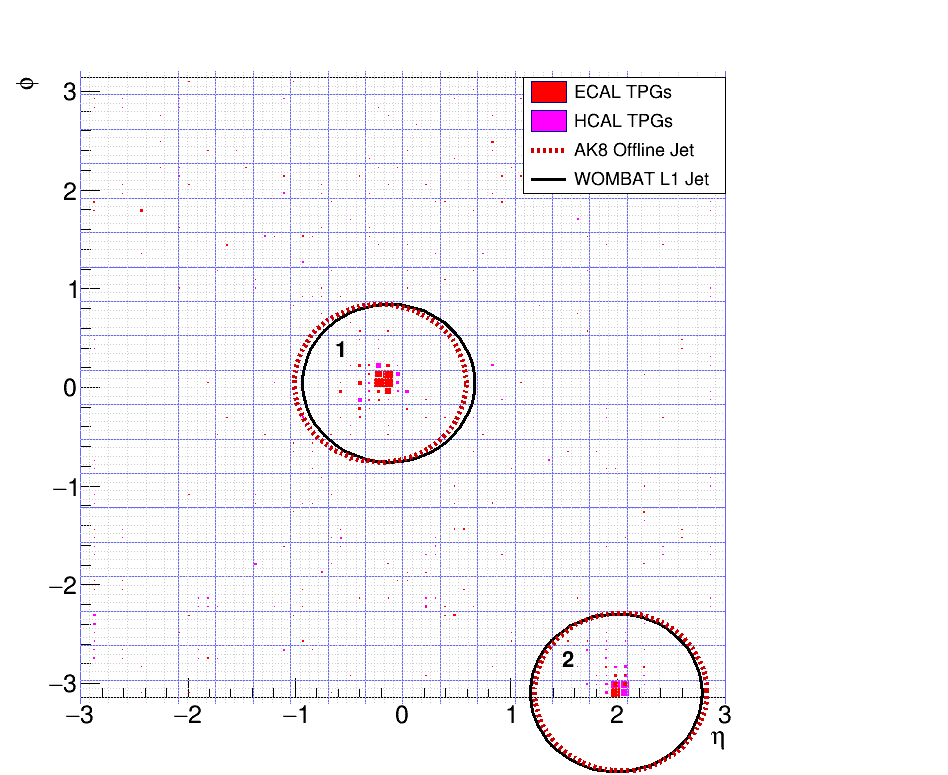 φ
3
2
1
0
−1
−2
−3
ECAL TPGs
HCAL TPGs
AK8 Offline Jet
WOMBAT L1 Jet
1
2
−3 −2 −1 0 1 2 3
η